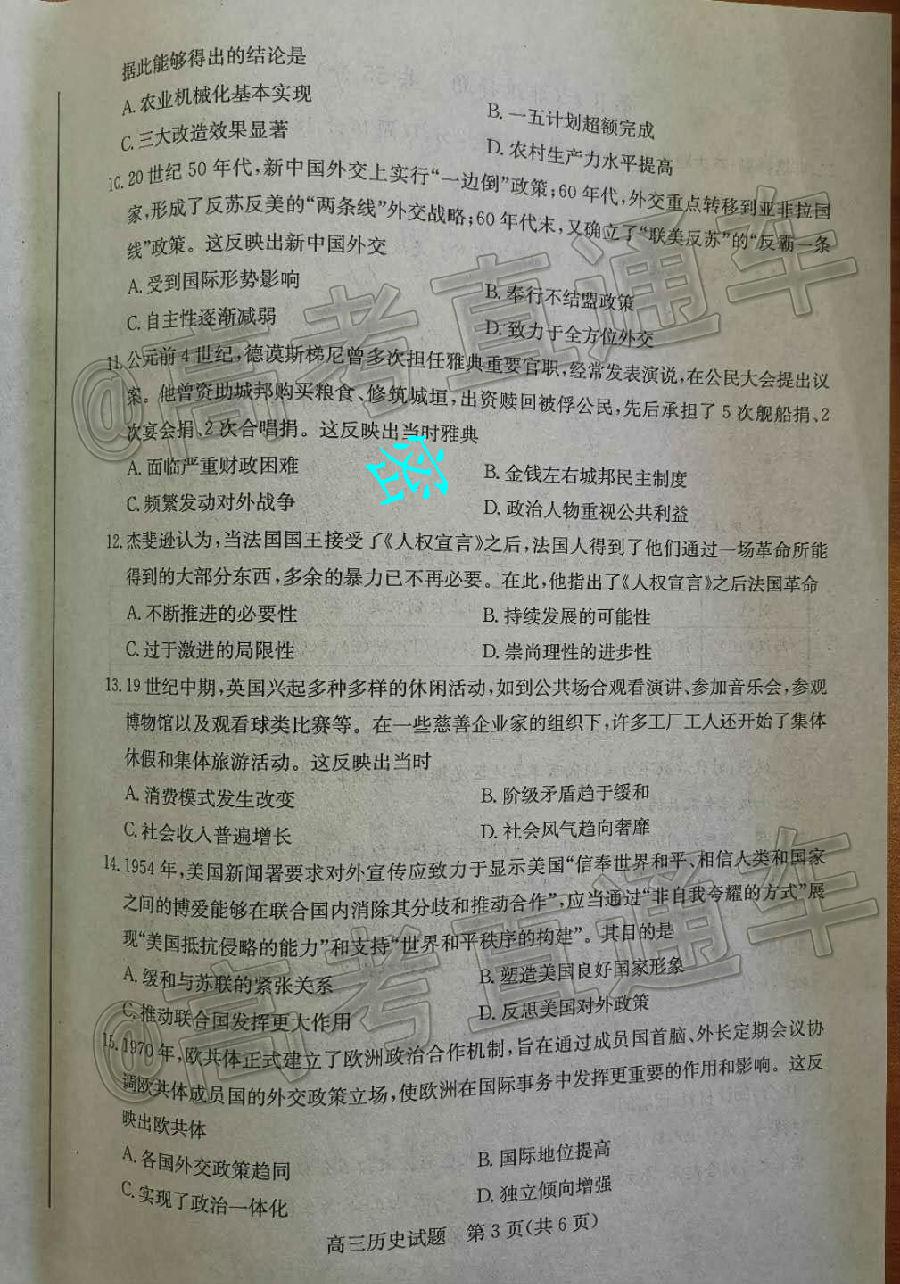 据此能够得出的结论是
A.农业机械化基本实现
B.一五计划超额完成
C.三大改造效果显著
D.农村生产力水平提高
10.20世纪50年代,新中国外交上实行“一边倒”政策;60年代,外交重点转移到亚非拉国
家,形成了反苏反美的“两条线”外交战略;60年代末,又确立了“联美反苏”的“反霸一条
线”政策。这反映出新中国外交
A.受到国际形势影响
B.奉行不结盟政策
C.自主性逐渐减弱
D.致力于全方位外交
11.公元前4世纪,德谟斯梯尼曾多次担任雅典重要官职,经常发表演说,在公民大会提出议
案。他曾资助城邦购买粮食、修筑城垣,出资赎回被俘公民,先后承担了5次舰船捐、2
次宴会捐、2次合唱捐。这反映出当时雅典
A.面临严重财政困难
B.金钱左右城邦民主制度
C.频繁发动对外战争
D.政治人物重视公共利益
密
12.杰斐逊认为,当法国国王接受了《人权宣言》之后,法国人得到了他们通过一场革命所能
得到的大部分东西,多余的暴力已不再必要。在此,他指出了《人权宣言》之后法国革命
A.不断推进的必要性
B.持续发展的可能性
C.过于激进的局限性
D.崇尚理性的进步性
13.19世纪中期,英国兴起多种多样的休闲活动,如到公共场合观看演讲、参加音乐会,参观
博物馆以及观看球类比赛等。在一些慈善企业家的组织下,许多工厂工人还开始了集体
休假和集体旅游活动。这反映出当时
A.消费模式发生改变
B.阶级矛盾趋于缓和
C.社会收入普遍增长
D.社会风气趋向奢靡
14.1954年,美国新闻署要求对外宣传应致力于显示美国“信奉世界和平、相信人类和国家
之间的博爱能够在联合国内消除其分歧和推动合作”,应当通过“非自我夸耀的方式”展
现“美国抵抗侵略的能力”和支持“世界和平秩序的构建”。其目的是
A.缓和与苏联的紧张关系
B.塑造美国良好国家形象
C.推动联合国发挥更大作用
D.反思美国对外政策
15.1970年,欧共体正式建立了欧洲政治合作机制,旨在通过成员国首脑、外长定期会议协
调欧共体成员国的外交政策立场,使欧洲在国际事务中发挥更重要的作用和影响。这反
映出欧共体
A.各国外交政策趋同
B.国际地位提高
C.实现了政治一体化
D.独立倾向增强
高三历史试题 第3页(共6页)
@高考直通车
@高考直通车